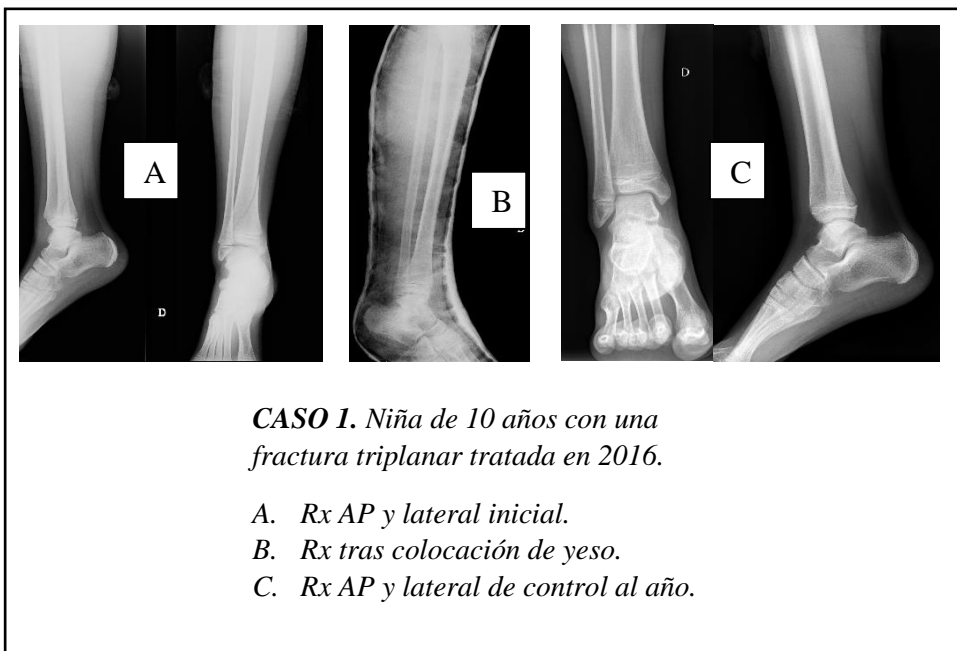 A
B
C
D
D
CASO 1. Niña de 10 años con una
fractura triplanar tratada en 2016.
A. Rx AP y lateral inicial.
B. Rx tras colocación de yeso.
C. Rx AP y lateral de control al año.